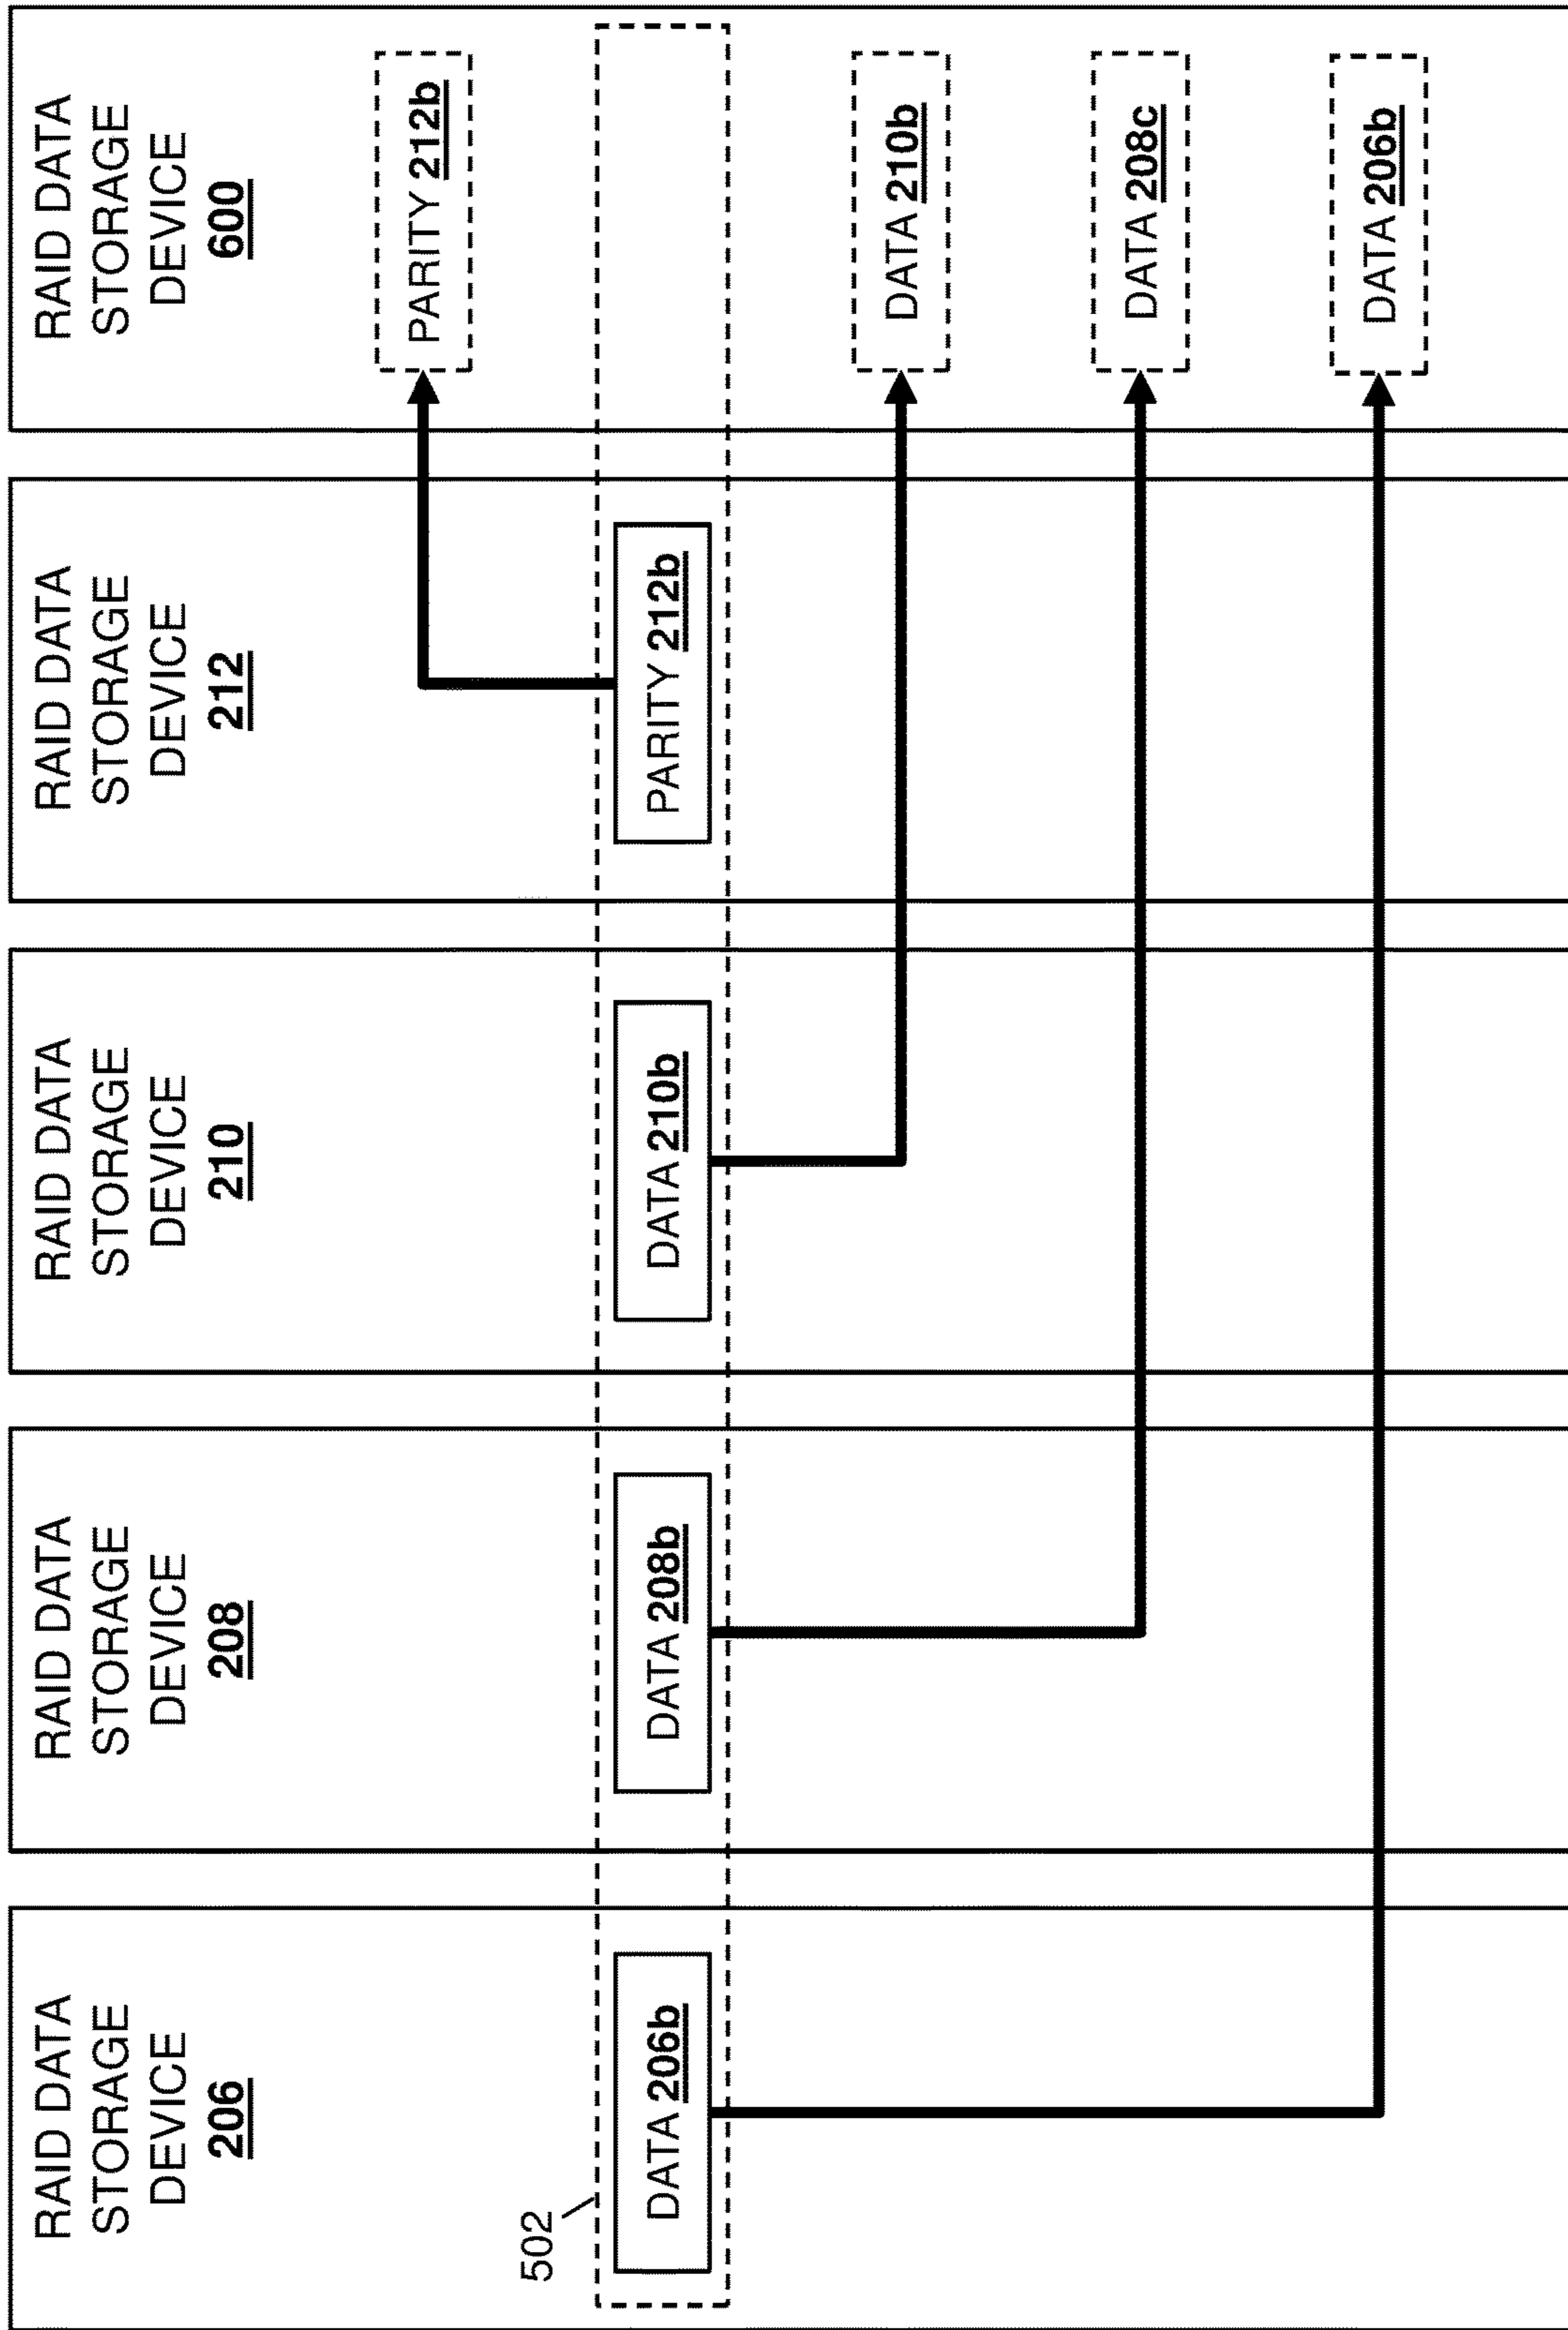 RAID DATA
STORAGE
DEVICE
206
RAID DATA
STORAGE
DEVICE
208
RAID DATA
STORAGE
DEVICE
210
RAID DATA
STORAGE
DEVICE
212
RAID DATA
STORAGE
DEVICE
600
PARITY 212b
502
DATA 206b
DATA 208b
DATA 210b
PARITY 212b
DATA 210b
DATA 208c
DATA 206b